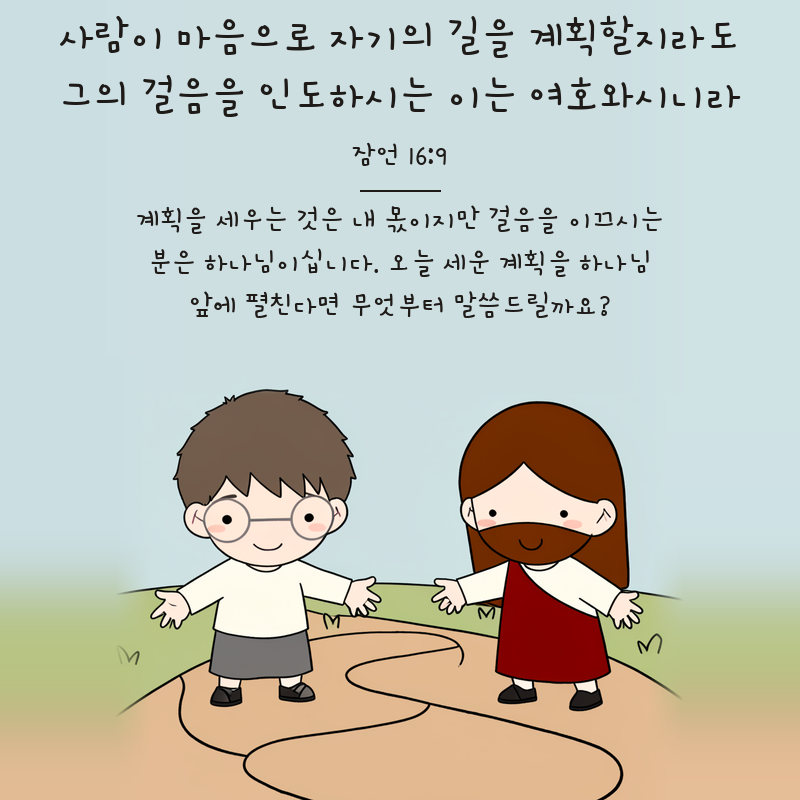 사람이 마음으로 자기의 길을 계획할지라도
그의 걸음을 인도하시는 이는 여호와시니라
잠언 16:9
계획을 세우는 것은 내 몫이지만 걸음을 이끄시는
분은 하나님이십니다. 오늘 세운 계획을 하나님
앞에 펼친다면 무엇부터 말씀드릴까요?